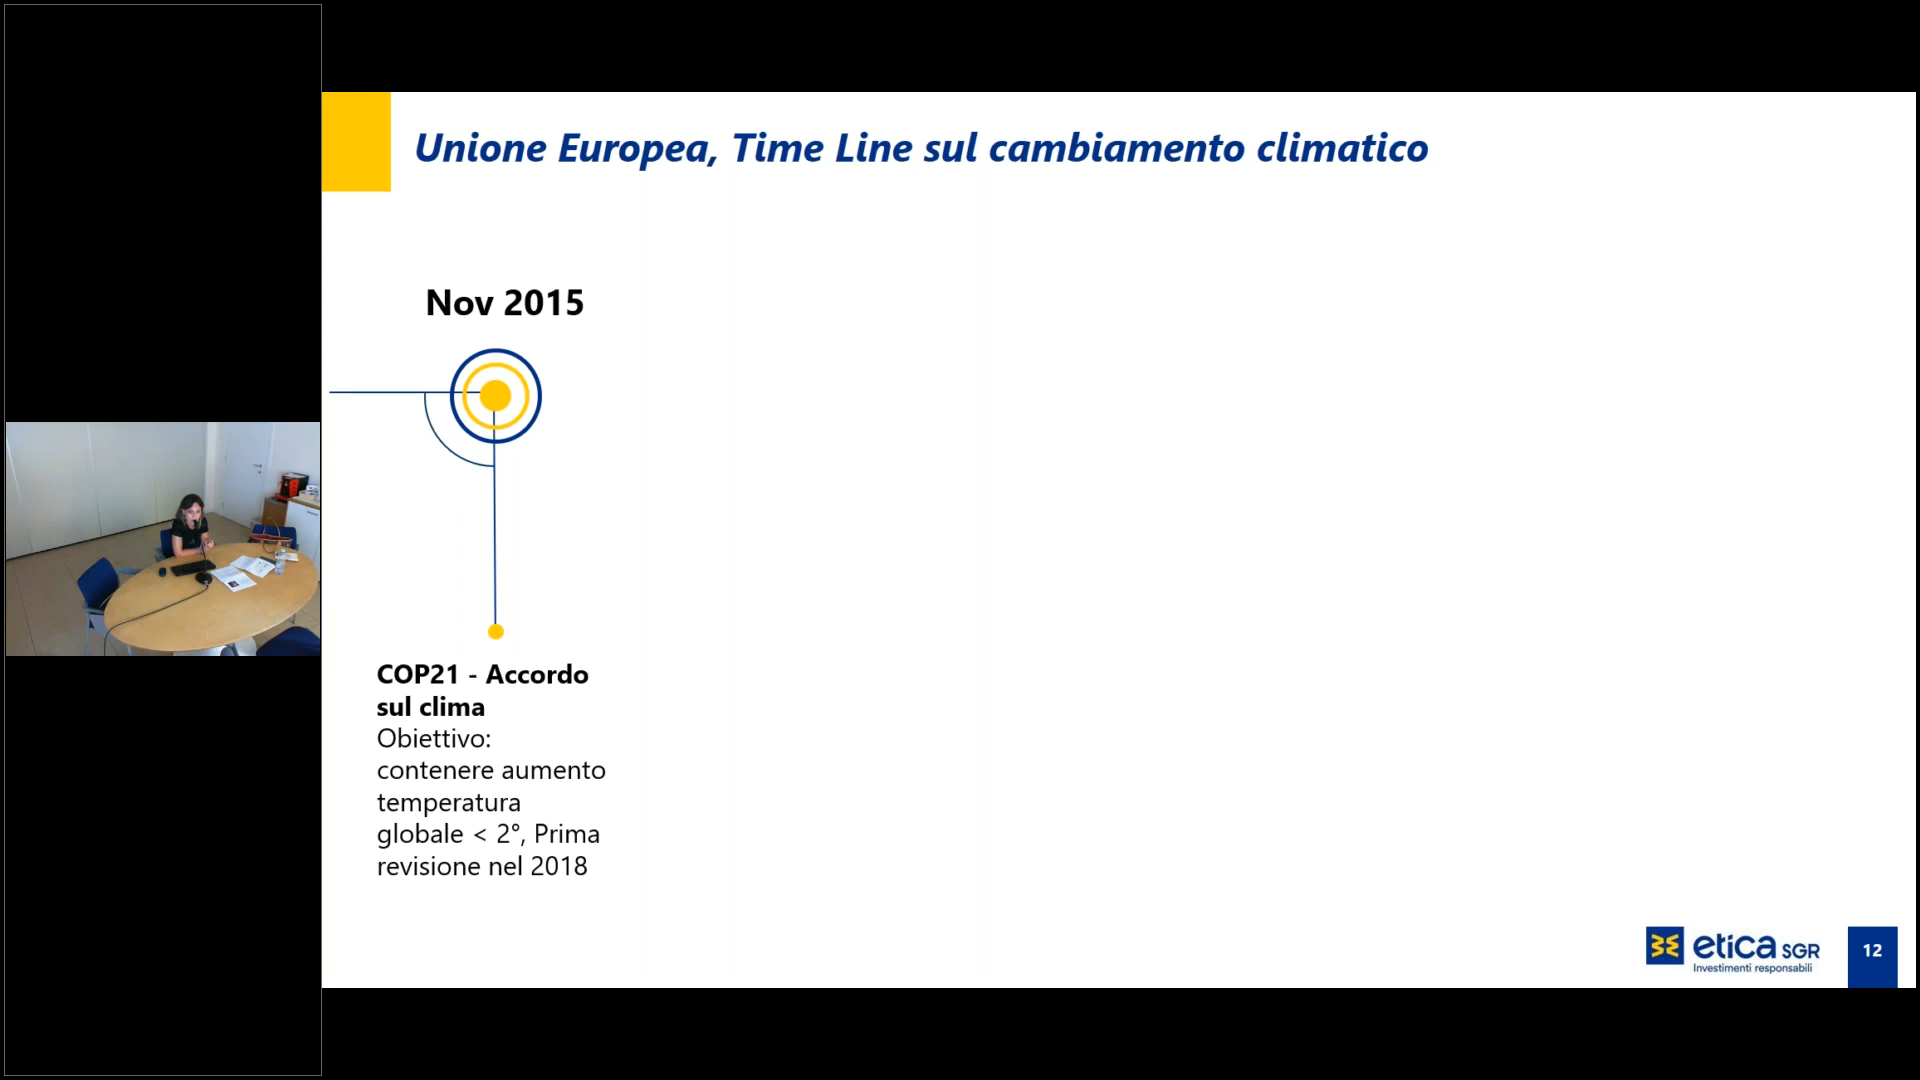 Unione Europea, Time Line sul cambiamento climatico
Nov 2015
COP21 - Accordo
sul clima
Obiettivo:
contenere aumento
temperatura
globale < 2°, Prima
revisione nel 2018
etica SGR
Investimenti responsabili
12